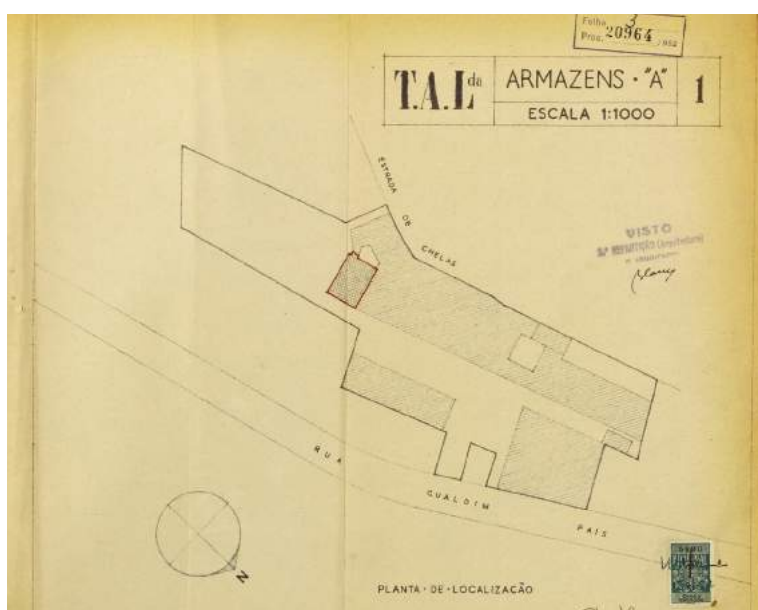 Folha 3
Proc. 20964 / 952
T.A.Lda
ARMAZENS · "A"
ESCALA 1:1000
1
ESTRADA DE CHELAS
VISTO
RUA GUALDIM PAIS
N
PLANTA · DE · LOCALIZAÇÃO